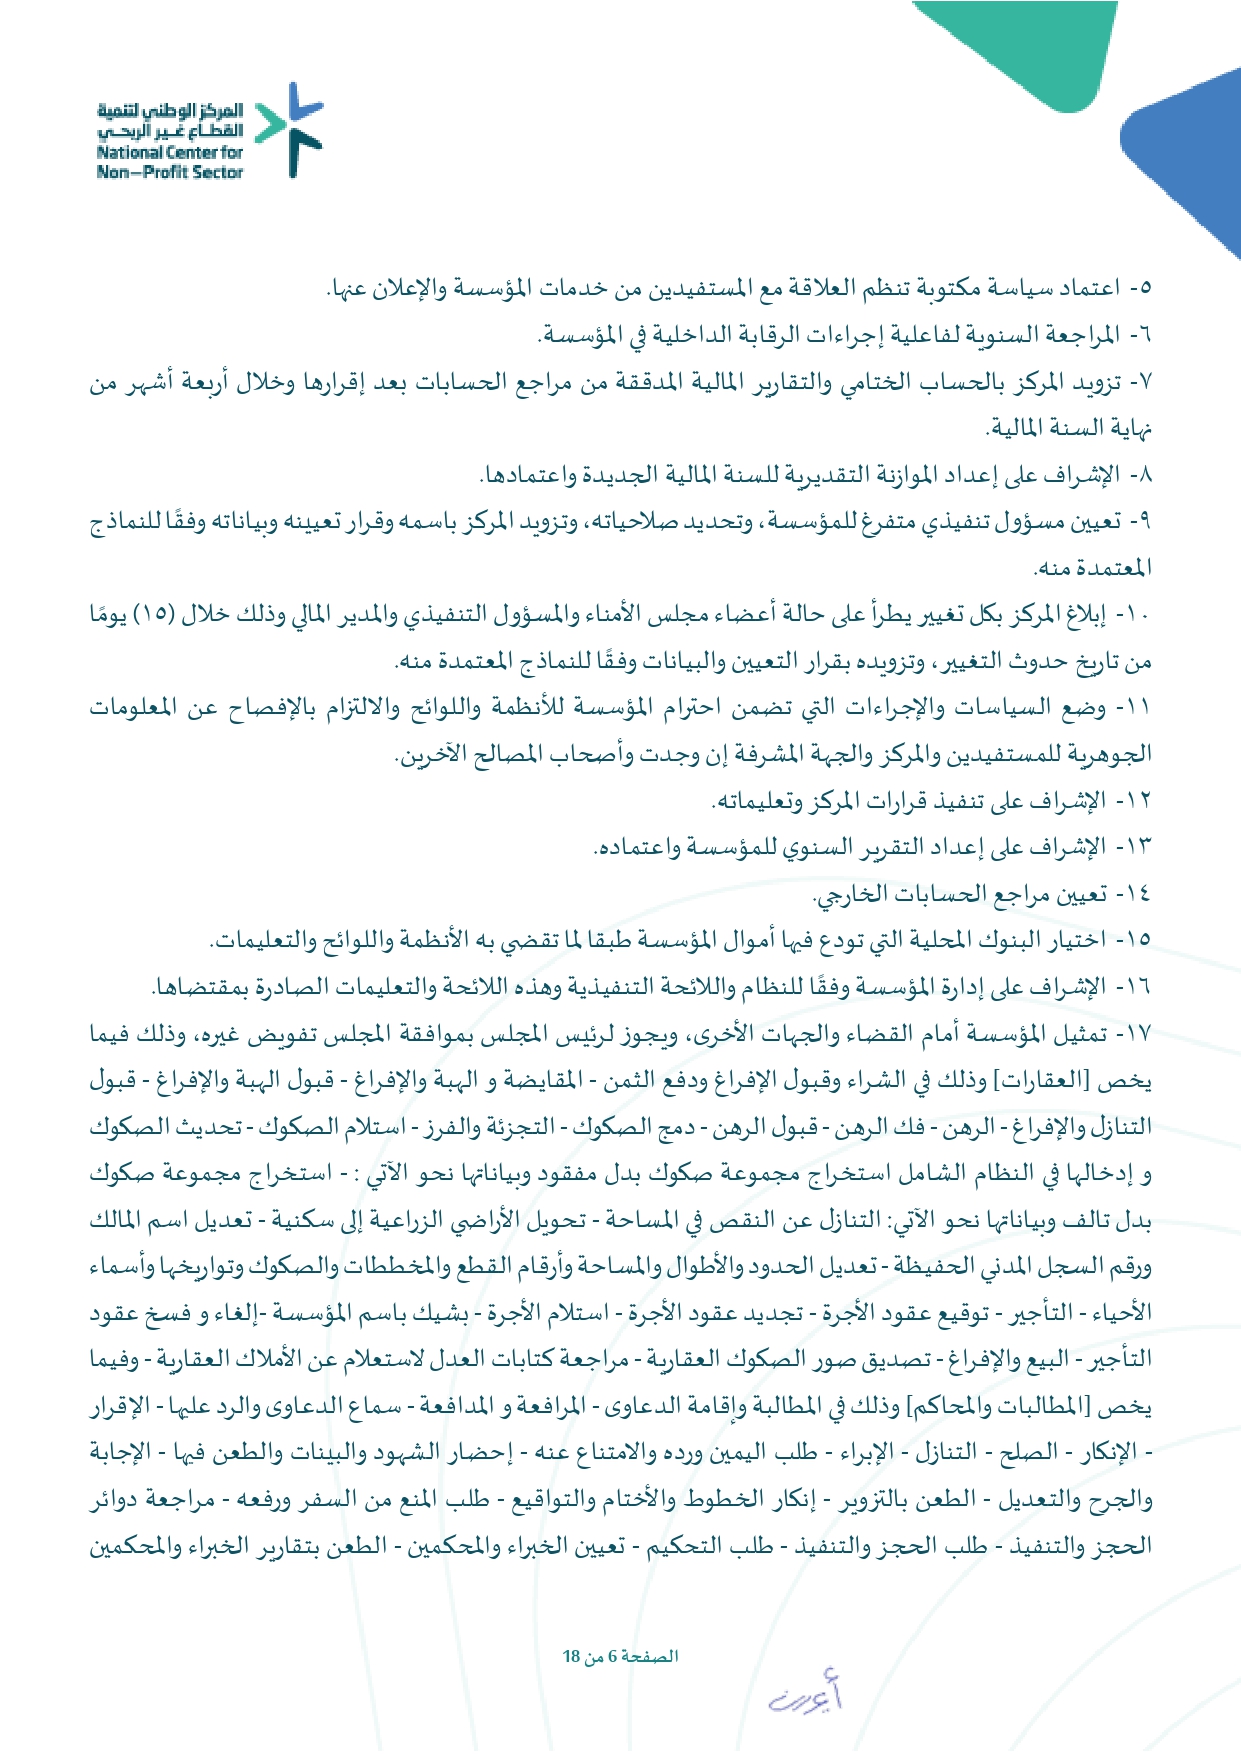 المركز الوطني لتنمية
القطاع غير الربحي
National Center for
Non–Profit Sector
٥- اعتماد سياسة مكتوبة تنظم العلاقة مع المستفيدين من خدمات المؤسسة والإعلان عنها.
٦- المراجعة السنوية لفاعلية إجراءات الرقابة الداخلية في المؤسسة.
٧- تزويد المركز بالحساب الختامي والتقارير المالية المدققة من مراجع الحسابات بعد إقرارها وخلال أربعة أشهر من
نهاية السنة المالية.
٨- الإشراف على إعداد الموازنة التقديرية للسنة المالية الجديدة واعتمادها.
٩- تعيين مسؤول تنفيذي متفرغ للمؤسسة، وتحديد صلاحياته، وتزويد المركز باسمه وقرار تعيينه وبياناته وفقًا للنماذج
المعتمدة منه.
١٠- إبلاغ المركز بكل تغيير يطرأ على حالة أعضاء مجلس الأمناء والمسؤول التنفيذي والمدير المالي وذلك خلال (١٥) يومًا
من تاريخ حدوث التغيير، وتزويده بقرار التعيين والبيانات وفقًا للنماذج المعتمدة منه.
١١- وضع السياسات والإجراءات التي تضمن احترام المؤسسة للأنظمة واللوائح والالتزام بالإفصاح عن المعلومات
الجوهرية للمستفيدين والمركز والجهة المشرفة إن وجدت وأصحاب المصالح الآخرين.
١٢- الإشراف على تنفيذ قرارات المركز وتعليماته.
١٣- الإشراف على إعداد التقرير السنوي للمؤسسة واعتماده.
١٤- تعيين مراجع الحسابات الخارجي.
١٥- اختيار البنوك المحلية التي تودع فيها أموال المؤسسة طبقا لما تقضي به الأنظمة واللوائح والتعليمات.
١٦- الإشراف على إدارة المؤسسة وفقًا للنظام واللائحة التنفيذية وهذه اللائحة والتعليمات الصادرة بمقتضاها.
١٧- تمثيل المؤسسة أمام القضاء والجهات الأخرى، ويجوز لرئيس المجلس بموافقة المجلس تفويض غيره، وذلك فيما
يخص [العقارات] وذلك في الشراء وقبول الإفراغ ودفع الثمن - المقايضة و الهبة والإفراغ - قبول الهبة والإفراغ - قبول
التنازل والإفراغ - الرهن - فك الرهن - قبول الرهن - دمج الصكوك - التجزئة والفرز - استلام الصكوك - تحديث الصكوك
و إدخالها في النظام الشامل استخراج مجموعة صكوك بدل مفقود وبياناتها نحو الآتي : - استخراج مجموعة صكوك
بدل تالف وبياناتها نحو الآتي: التنازل عن النقص في المساحة - تحويل الأراضي الزراعية إلى سكنية - تعديل اسم المالك
ورقم السجل المدني الحفيظة - تعديل الحدود والأطوال والمساحة وأرقام القطع والمخططات والصكوك وتواريخها وأسماء
الأحياء - التأجير - توقيع عقود الأجرة - تجديد عقود الأجرة - استلام الأجرة - بشيك باسم المؤسسة -إلغاء و فسخ عقود
التأجير - البيع والإفراغ - تصديق صور الصكوك العقارية - مراجعة كتابات العدل لاستعلام عن الأملاك العقارية - وفيما
يخص [المطالبات والمحاكم] وذلك في المطالبة وإقامة الدعاوى - المرافعة و المدافعة - سماع الدعاوى والرد عليها - الإقرار
- الإنكار - الصلح - التنازل - الإبراء - طلب اليمين ورده والامتناع عنه - إحضار الشهود والبينات والطعن فيها - الإجابة
والجرح والتعديل - الطعن بالتزوير - إنكار الخطوط والأختام والتواقيع - طلب المنع من السفر ورفعه - مراجعة دوائر
الحجز والتنفيذ - طلب الحجز والتنفيذ - طلب التحكيم - تعيين الخبراء والمحكمين - الطعن بتقارير الخبراء والمحكمين
الصفحة 6 من 18